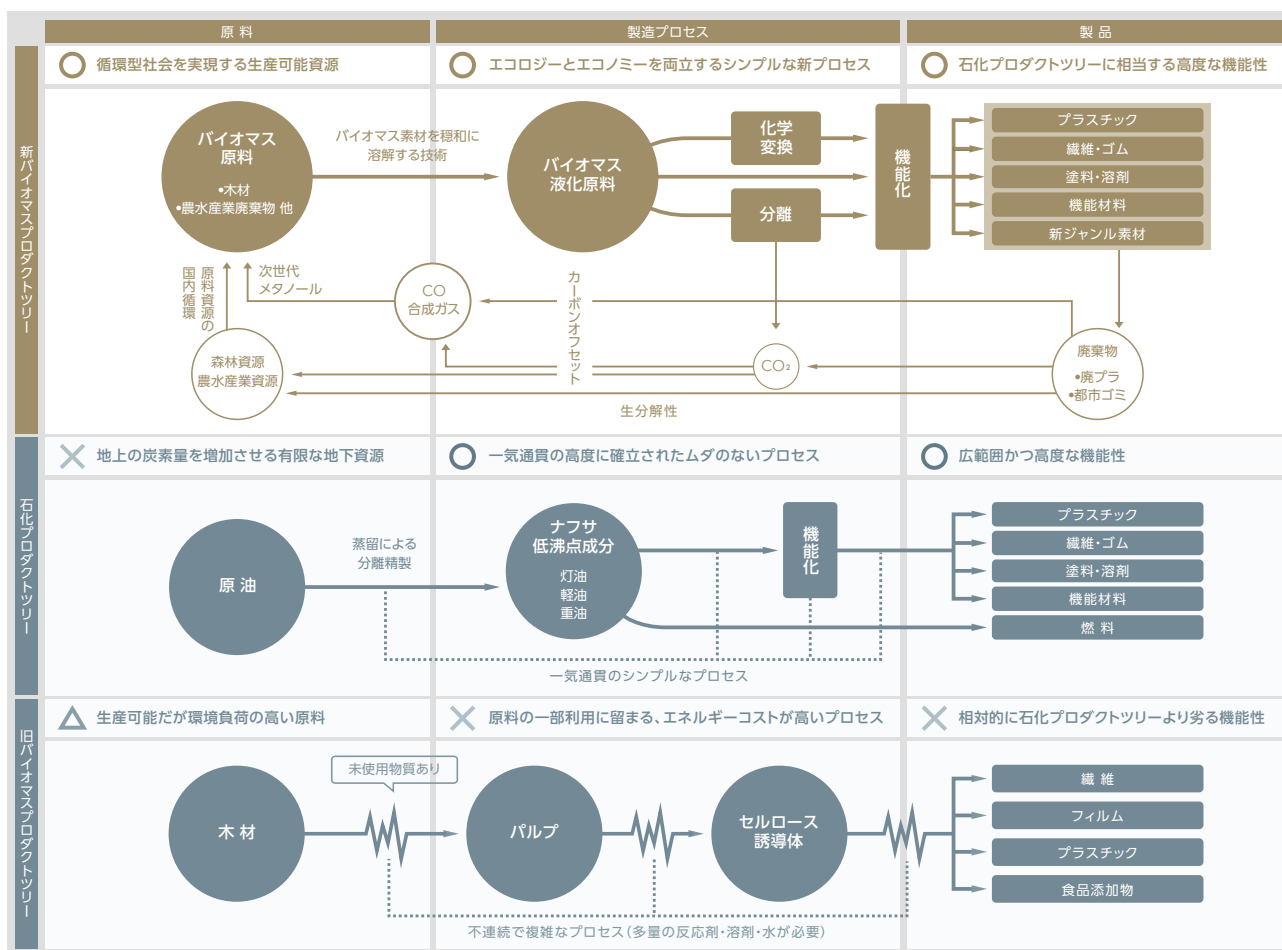 原料
製造プロセス
製品
新バイオマスプロダクトツリー
循環型社会を実現する生産可能資源
エコロジーとエコノミーを両立するシンプルな新プロセス
石化プロダクトツリーに相当する高度な機能性
バイオマス
原料
•木材
•農水産業廃棄物 他
バイオマス素材を穏和に
溶解する技術
バイオマス
液化原料
化学
変換
分離
機能化
プラスチック
繊維・ゴム
塗料・溶剤
機能材料
新ジャンル素材
原料資源の
国内循環
次世代
メタノール
CO
合成ガス
カーボンオフセット
CO₂
森林資源
農水産業資源
廃棄物
•廃プラ
•都市ゴミ
生分解性
石化プロダクトツリー
地上の炭素量を増加させる有限な地下資源
一気通貫の高度に確立されたムダのないプロセス
広範囲かつ高度な機能性
原油
蒸留による
分離精製
ナフサ
低沸点成分
灯油
軽油
重油
機能化
プラスチック
繊維・ゴム
塗料・溶剤
機能材料
燃料
一気通貫のシンプルなプロセス
旧バイオマスプロダクトツリー
生産可能だが環境負荷の高い原料
原料の一部利用に留まる、エネルギーコストが高いプロセス
相対的に石化プロダクトツリーより劣る機能性
未使用物質あり
木材
パルプ
セルロース
誘導体
繊維
フィルム
プラスチック
食品添加物
不連続で複雑なプロセス(多量の反応剤・溶剤・水が必要)